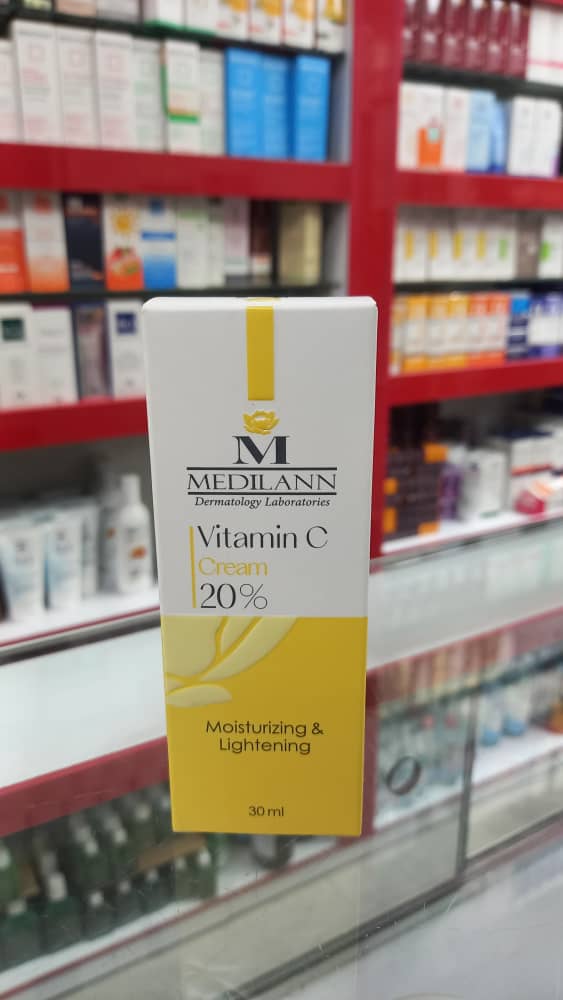 M
MEDILANN
Dermatology Laboratories
Vitamin C
Cream
20%
Moisturizing &
Lightening
30 ml